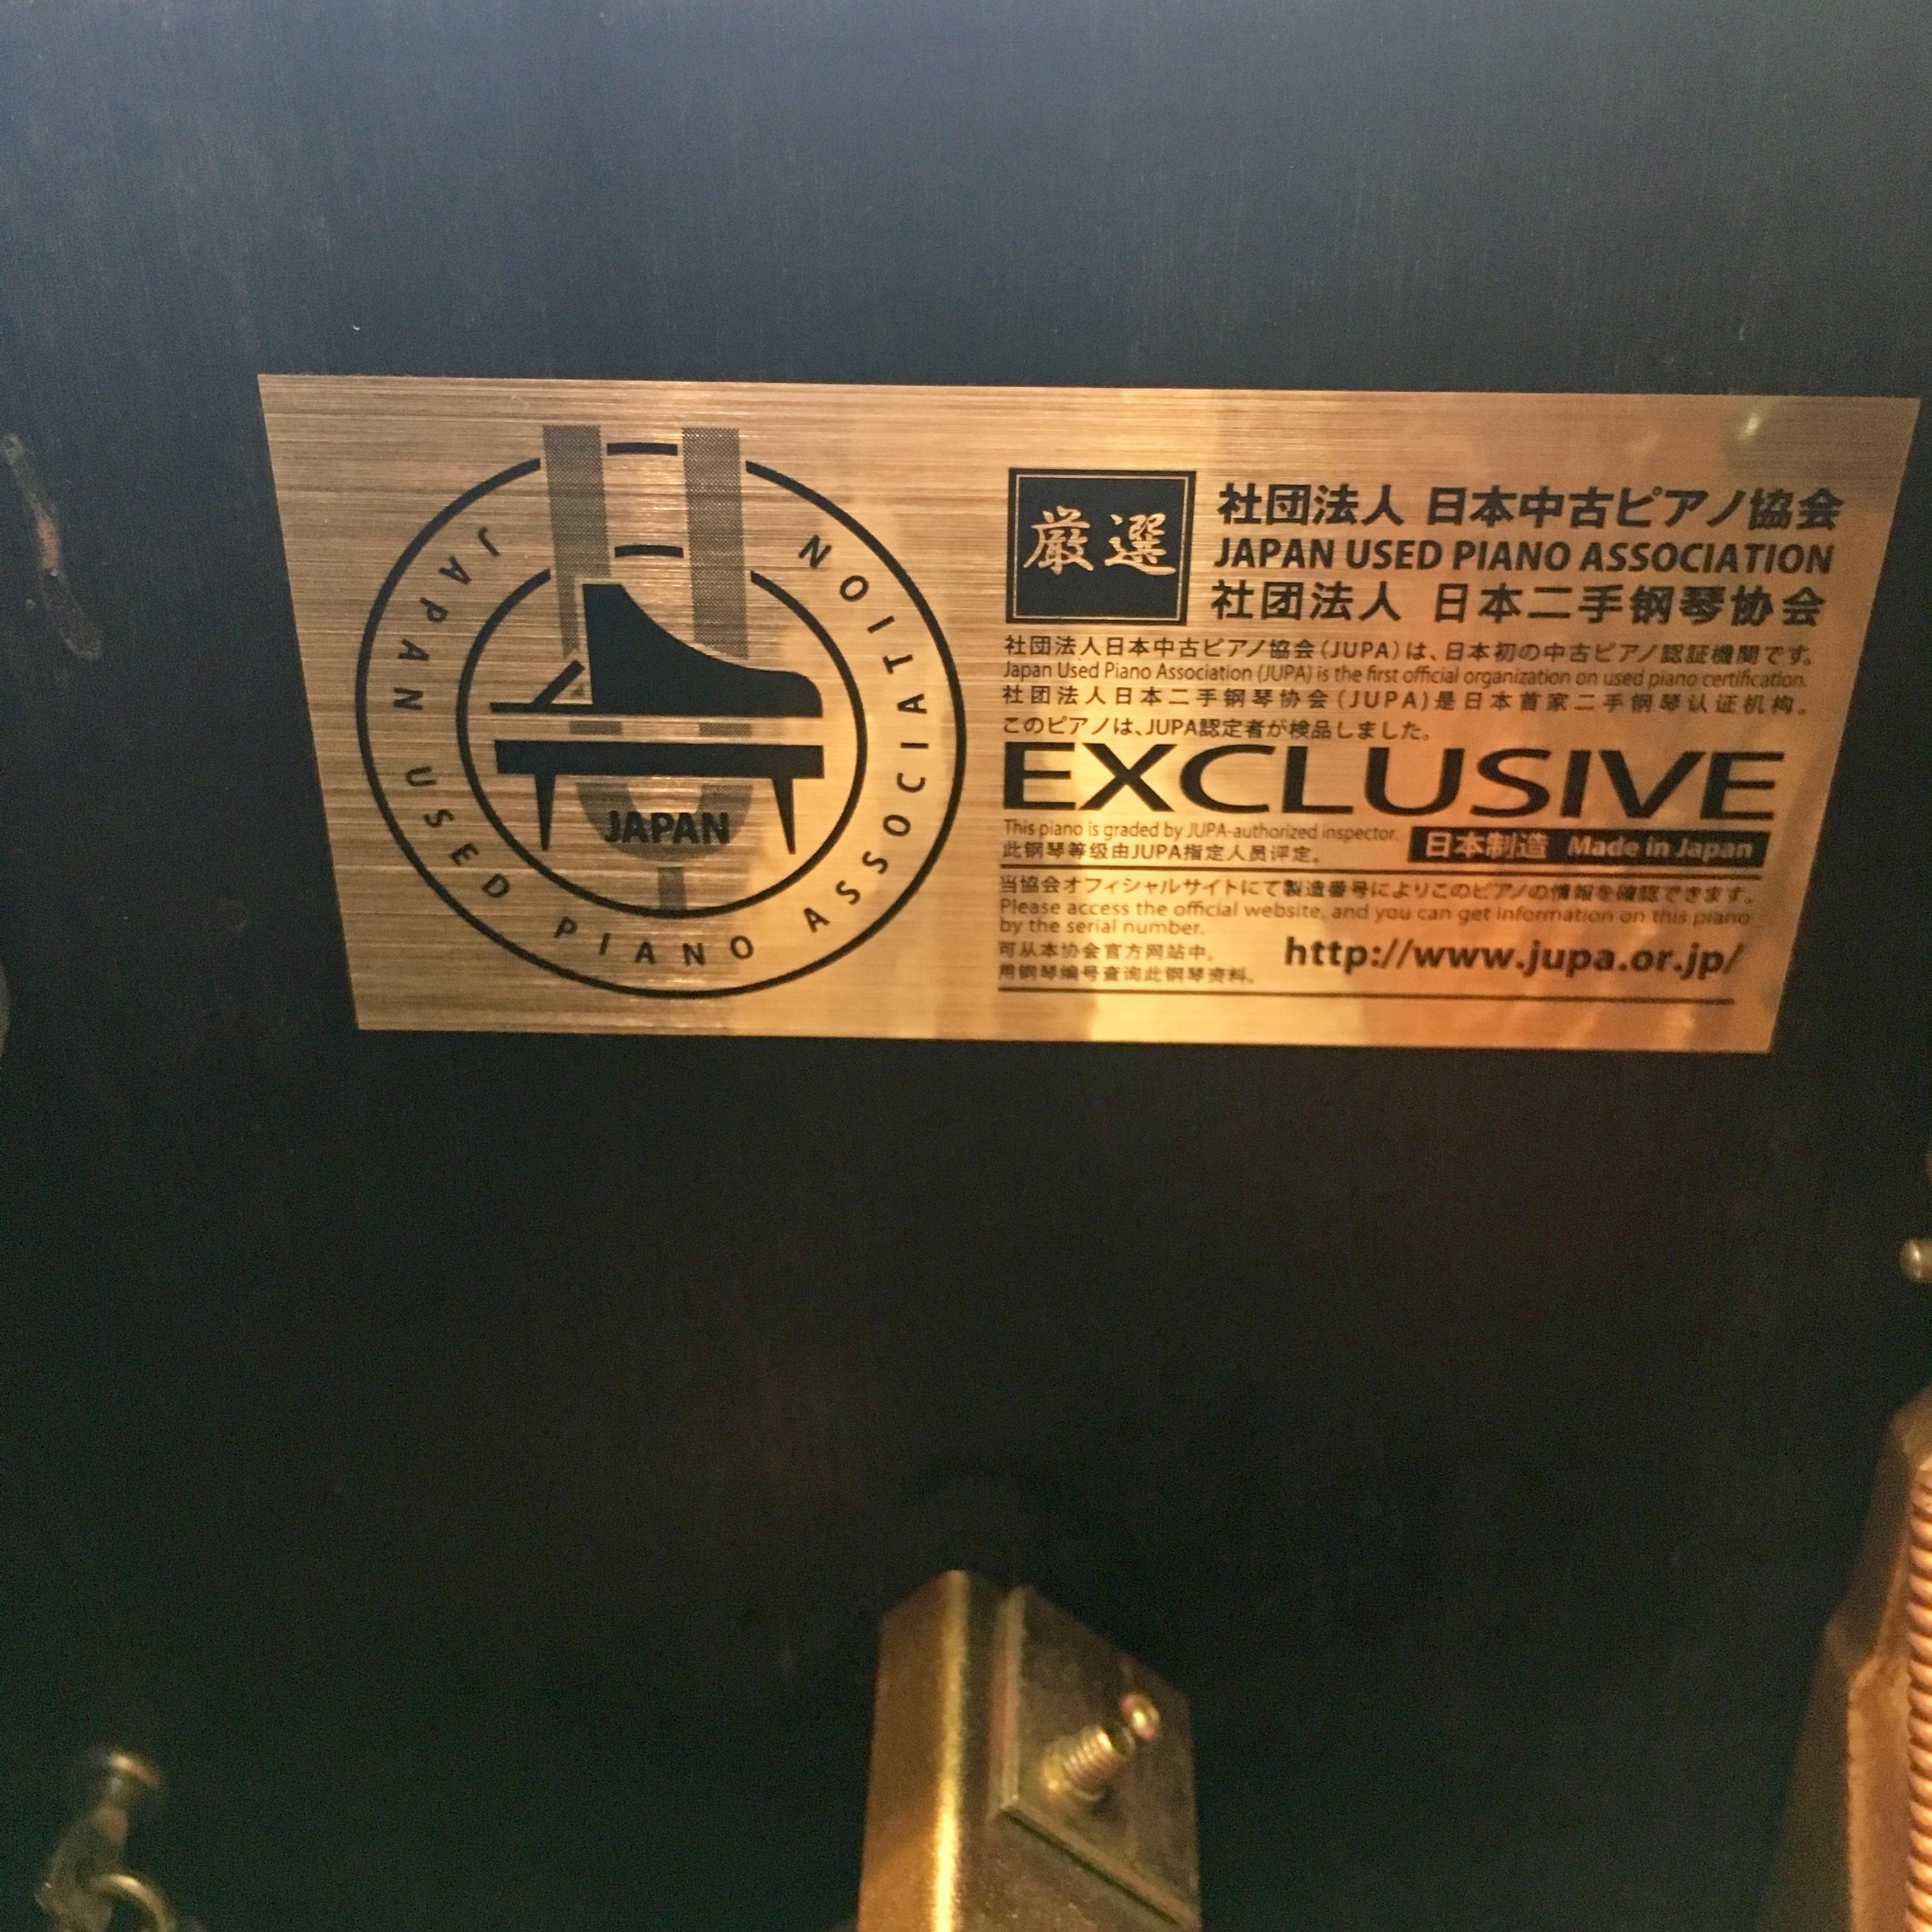 JAPAN USED PIANO ASSOCIATION
JAPAN
厳選
社団法人 日本中古ピアノ協会
JAPAN USED PIANO ASSOCIATION
社团法人 日本二手钢琴协会
社団法人日本中古ピアノ協会(JUPA)は、日本初の中古ピアノ認証機関です。
Japan Used Piano Association (JUPA) is the first official organization on used piano certification.
社团法人日本二手钢琴协会(JUPA)是日本首家二手钢琴认证机构。
このピアノは、JUPA認定者が検品しました。
EXCLUSIVE
This piano is graded by JUPA-authorized inspector.
此钢琴等级由JUPA指定人员评定。
日本制造 Made in Japan
当協会オフィシャルサイトにて製造番号によりこのピアノの情報を確認できます。
Please access the official website, and you can get information on this piano
by the serial number.
可从本协会官方网站中，
用钢琴编号查询此钢琴资料。
http://www.jupa.or.jp/